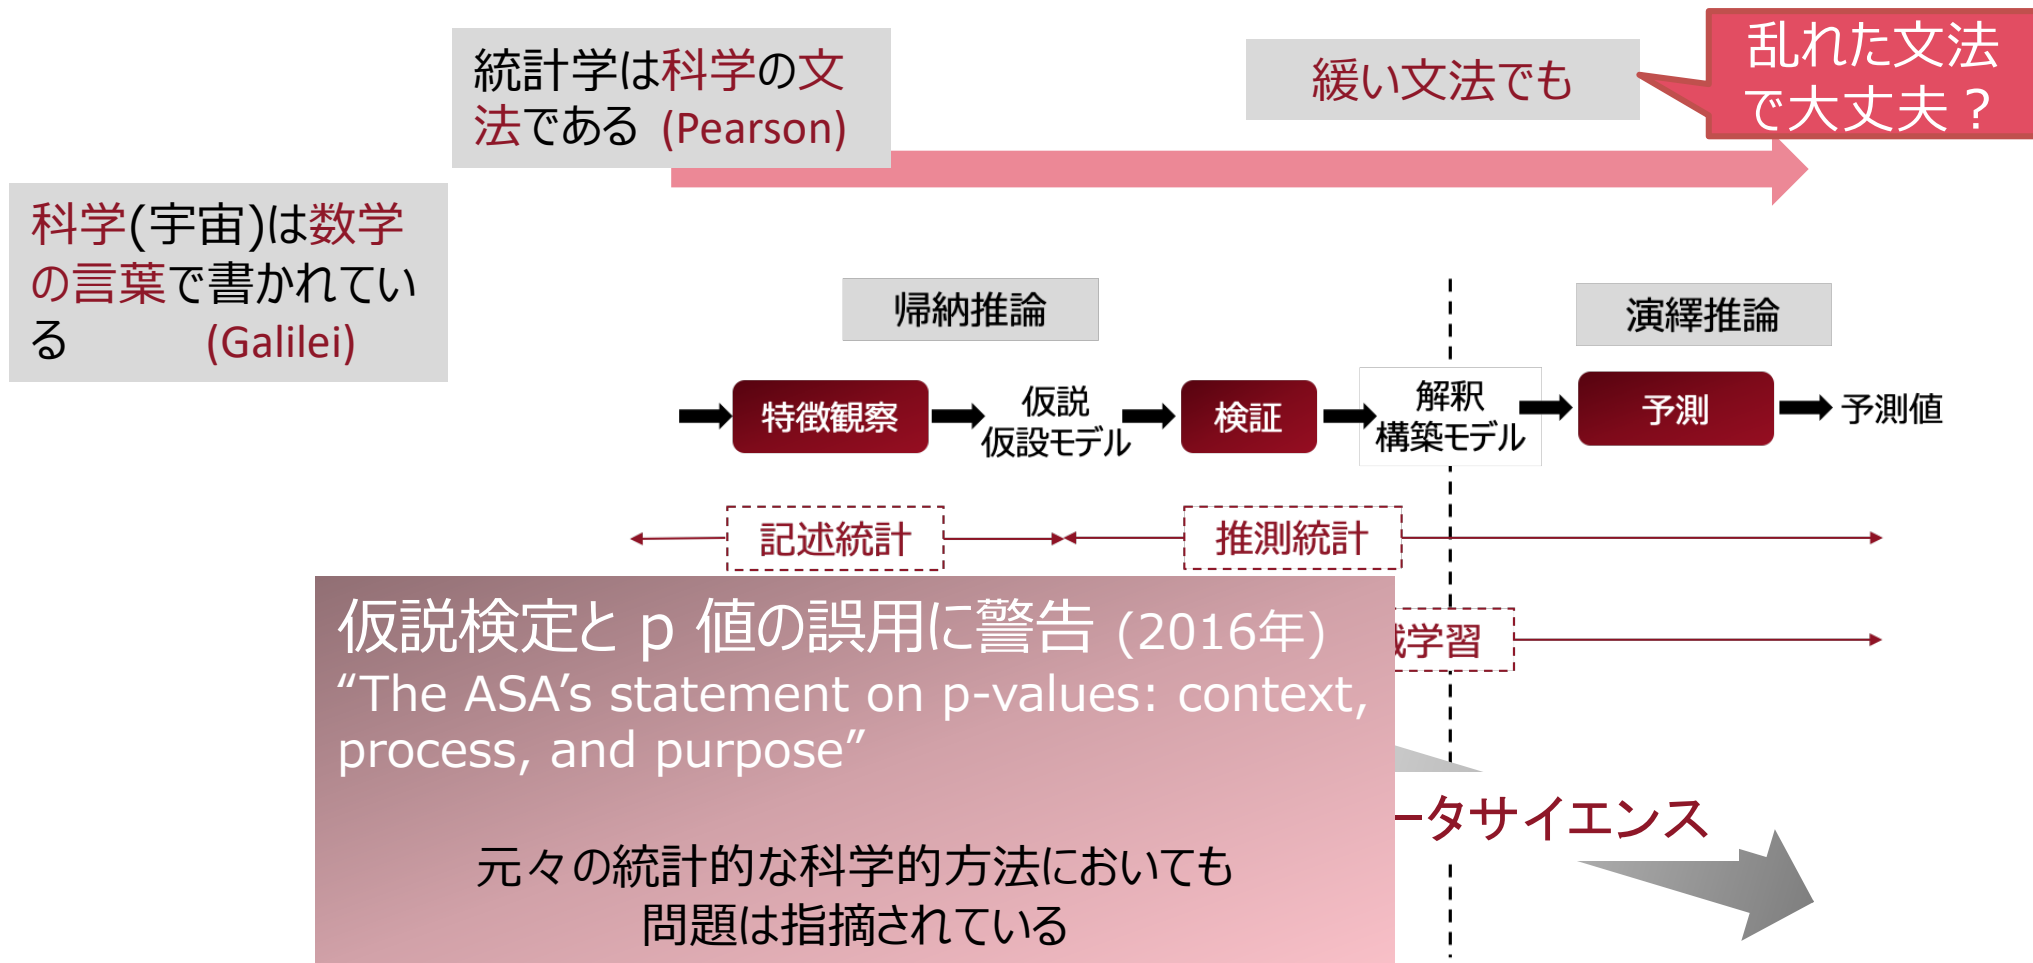 統計学は科学の文
法である (Pearson)
緩い文法でも
乱れた文法
で大丈夫？
科学(宇宙)は数学
の言葉で書かれてい
る (Galilei)
帰納推論
演繹推論
特徴観察
仮説
仮設モデル
検証
解釈
構築モデル
予測
予測値
記述統計
推測統計
学習
仮説検定と p 値の誤用に警告 (2016年)
“The ASA’s statement on p-values: context,
process, and purpose”
元々の統計的な科学的方法においても
問題は指摘されている
ータサイエンス